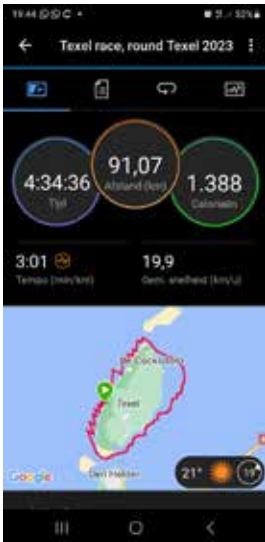 19:44
Texel race, round Texel 2023
91,07
Afstand (km)
4:34:36
Tijd
1.388
Calorieën
3:01
Tempo (min/km)
19,9
Gem. snelheid (km/u)
De Cocksdorp
Texel
Den Helder
Google
21°